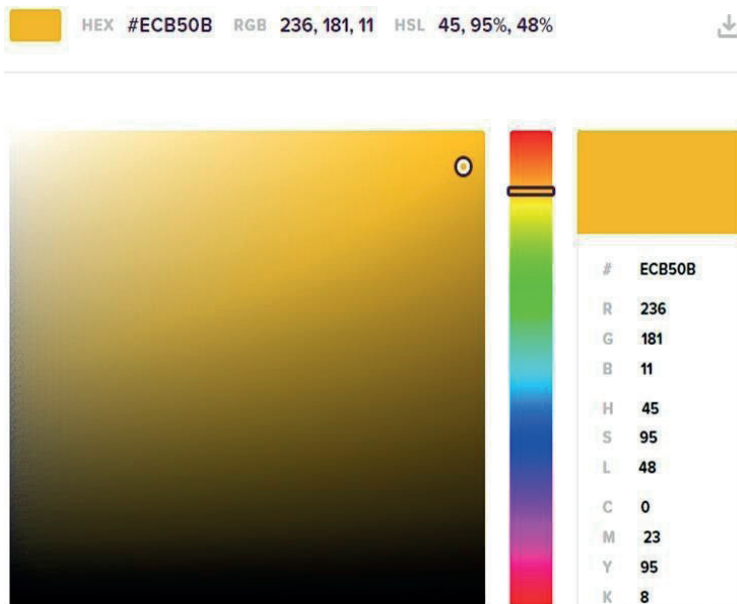 HEX #ECB50B RGB 236, 181, 11 HSL 45, 95%, 48%
# ECB50B
R 236
G 181
B 11
H 45
S 95
L 48
C 0
M 23
Y 95
K 8